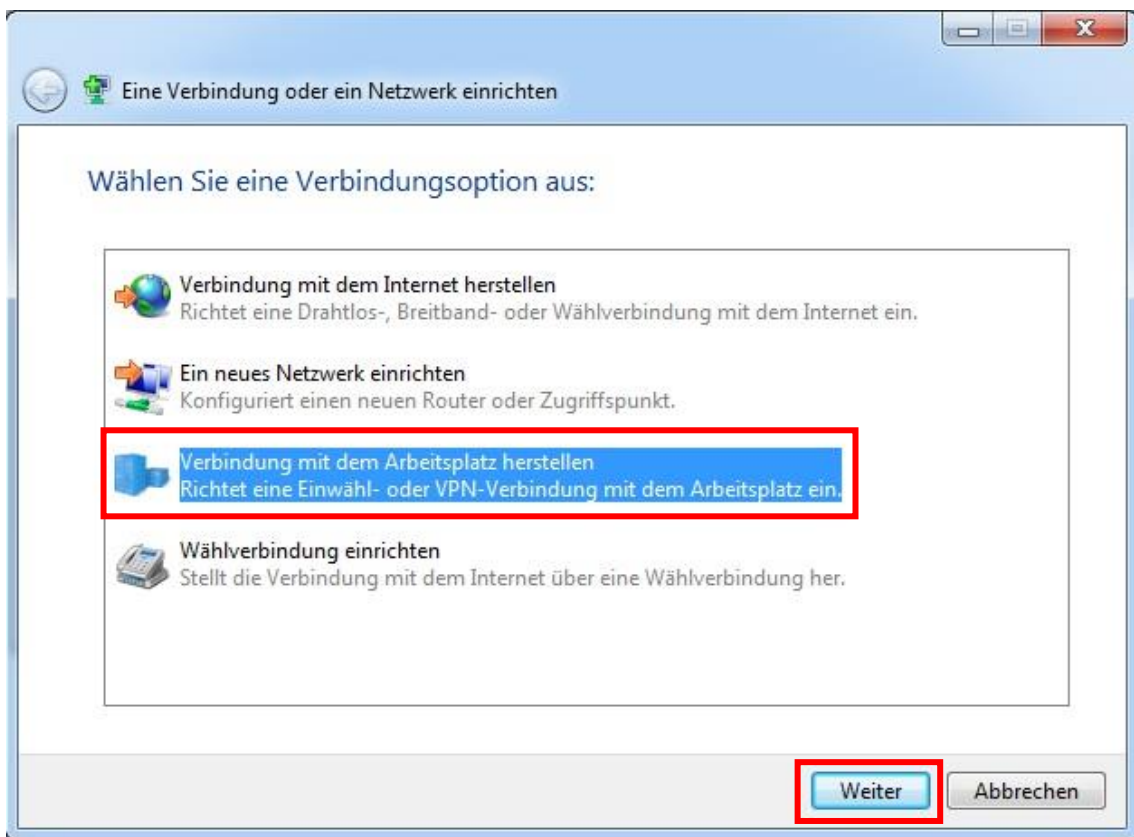 Eine Verbindung oder ein Netzwerk einrichten
Wählen Sie eine Verbindungsoption aus:
Verbindung mit dem Internet herstellen
Richtet eine Drahtlos-, Breitband- oder Wählverbindung mit dem Internet ein.
Ein neues Netzwerk einrichten
Konfiguriert einen neuen Router oder Zugriffspunkt.
Verbindung mit dem Arbeitsplatz herstellen
Richtet eine Einwähl- oder VPN-Verbindung mit dem Arbeitsplatz ein.
Wählverbindung einrichten
Stellt die Verbindung mit dem Internet über eine Wählverbindung her.
Weiter Abbrechen